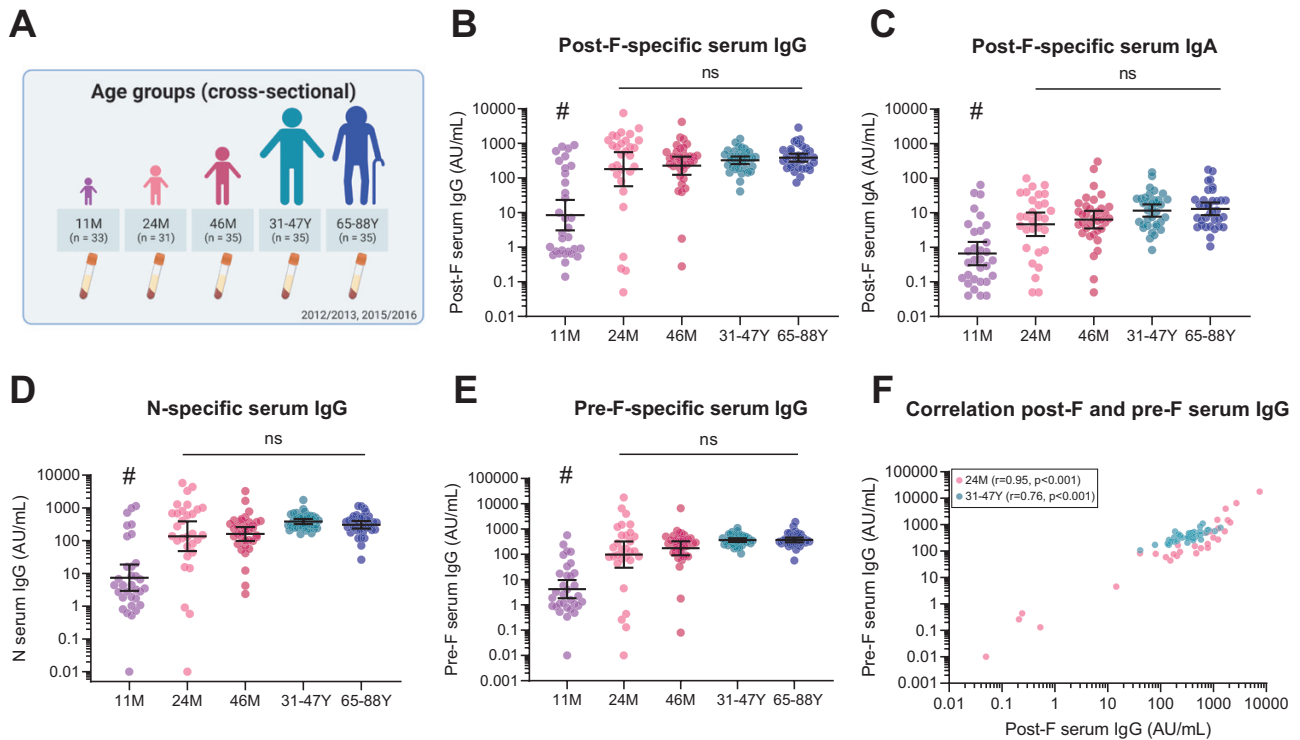 A
Age groups (cross-sectional)
11M
(n = 33)
24M
(n = 31)
46M
(n = 35)
31-47Y
(n = 35)
65-88Y
(n = 35)
2012/2013, 2015/2016
B
Post-F-specific serum IgG
ns
#
Post-F serum IgG (AU/mL)
10000
1000
100
10
1
0.1
0.01
11M 24M 46M 31-47Y 65-88Y
C
Post-F-specific serum IgA
ns
#
Post-F serum IgA (AU/mL)
10000
1000
100
10
1
0.1
0.01
11M 24M 46M 31-47Y 65-88Y
D
N-specific serum IgG
ns
#
N serum IgG (AU/mL)
10000
1000
100
10
1
0.1
0.01
11M 24M 46M 31-47Y 65-88Y
E
Pre-F-specific serum IgG
ns
#
Pre-F serum IgG (AU/mL)
100000
10000
1000
100
10
1
0.1
0.01
0.001
11M 24M 46M 31-47Y 65-88Y
F
Correlation post-F and pre-F serum IgG
24M (r=0.95, p<0.001)
31-47Y (r=0.76, p<0.001)
Pre-F serum IgG (AU/mL)
100000
10000
1000
100
10
1
0.1
0.01
0.001
0.01 0.1 1 10 100 1000 10000
Post-F serum IgG (AU/mL)